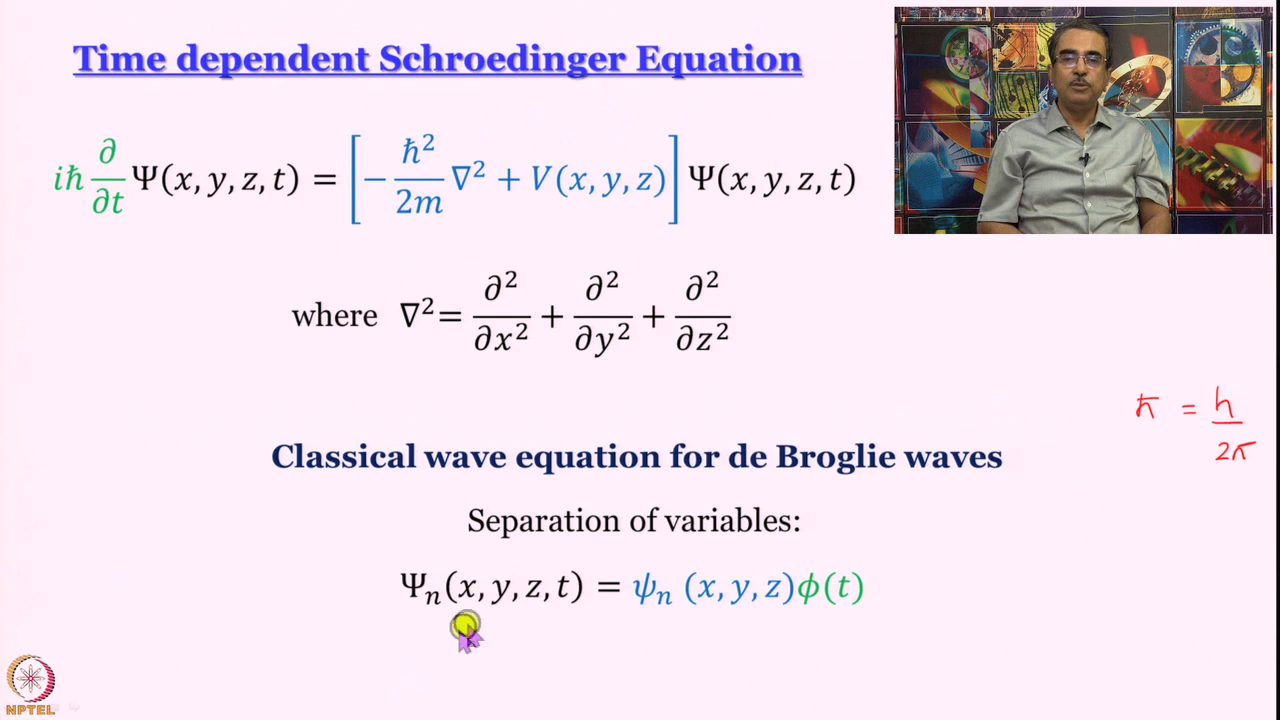 Time dependent Schroedinger Equation
iℏ ∂/∂t Ψ(x, y, z, t) = [−ℏ²/2m ∇² + V(x, y, z)] Ψ(x, y, z, t)
where ∇²= ∂²/∂x² + ∂²/∂y² + ∂²/∂z²
ℏ = h/2π
Classical wave equation for de Broglie waves
Separation of variables:
Ψₙ(x, y, z, t) = ψₙ (x, y, z)ϕ(t)
NPTEL